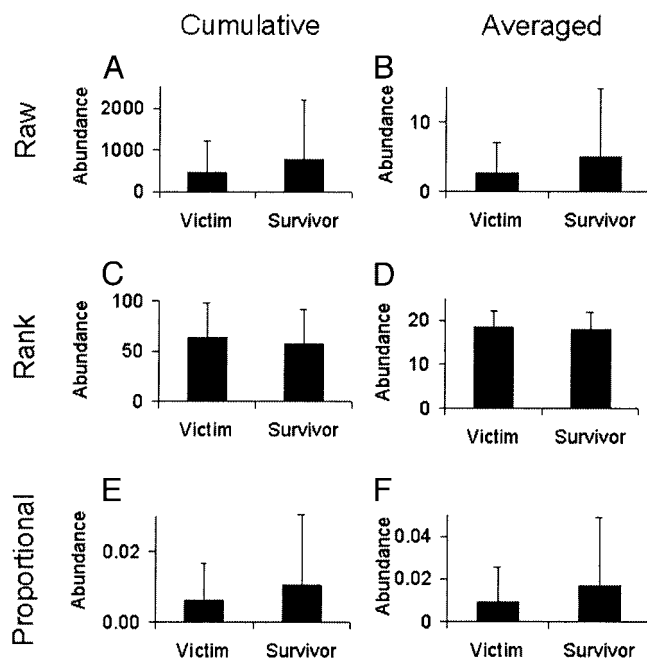 Cumulative Averaged
Raw
A
Abundance
2000
1000
0
Victim Survivor
B
Abundance
10
0
Victim Survivor
Rank
C
Abundance
100
50
0
Victim Survivor
D
Abundance
20
10
0
Victim Survivor
Proportional
E
Abundance
0.02
0.00
Victim Survivor
F
Abundance
0.04
0.02
0
Victim Survivor